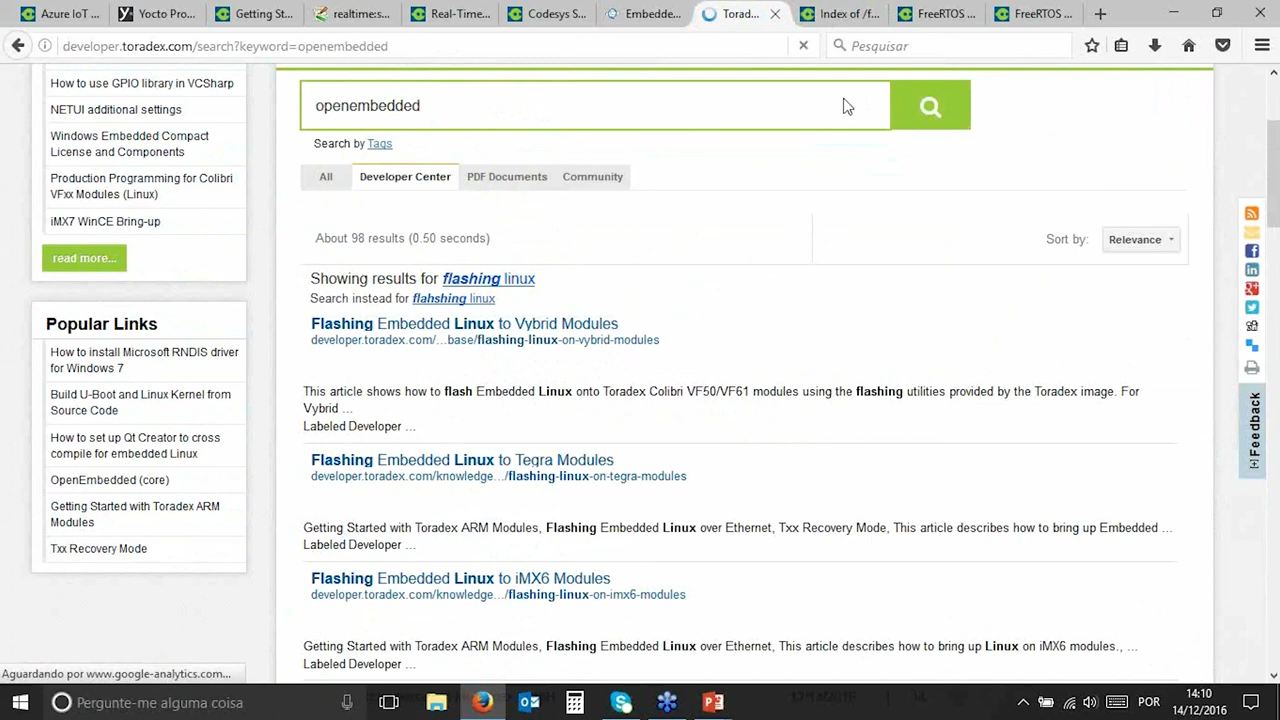 Azure IoT ...
Yocto Pro...
Getting St...
realtime:s...
Real-Time...
Codesys S...
Embedde...
Torad...
Index of /f...
FreeRTOS ...
FreeRTOS ...
developer.toradex.com/search?keyword=openembedded
Pesquisar
How to use GPIO library in VCSharp
NETUI additional settings
Windows Embedded Compact
License and Components
Production Programming for Colibri
VFxx Modules (Linux)
iMX7 WinCE Bring-up
read more...
Popular Links
How to install Microsoft RNDIS driver
for Windows 7
Build U-Boot and Linux Kernel from
Source Code
How to set up Qt Creator to cross
compile for embedded Linux
OpenEmbedded (core)
Getting Started with Toradex ARM
Modules
Txx Recovery Mode
openembedded
Search by Tags
All
Developer Center
PDF Documents
Community
About 98 results (0.50 seconds)
Sort by:
Relevance
Showing results for flashing linux
Search instead for flahshing linux
Flashing Embedded Linux to Vybrid Modules
developer.toradex.com/...base/flashing-linux-on-vybrid-modules
This article shows how to flash Embedded Linux onto Toradex Colibri VF50/VF61 modules using the flashing utilities provided by the Toradex image. For
Vybrid ...
Labeled Developer ...
Flashing Embedded Linux to Tegra Modules
developer.toradex.com/knowledge.../flashing-linux-on-tegra-modules
Getting Started with Toradex ARM Modules, Flashing Embedded Linux over Ethernet, Txx Recovery Mode, This article describes how to bring up Embedded ...
Labeled Developer ...
Flashing Embedded Linux to iMX6 Modules
developer.toradex.com/knowledge.../flashing-linux-on-imx6-modules
Getting Started with Toradex ARM Modules, Flashing Embedded Linux over Ethernet, This article describes how to bring up Linux on iMX6 modules., ...
Labeled Developer ...
[+] Feedback
Aguardando por www.google-analytics.com...
Pergunte-me alguma coisa
POR
14:10
14/12/2016